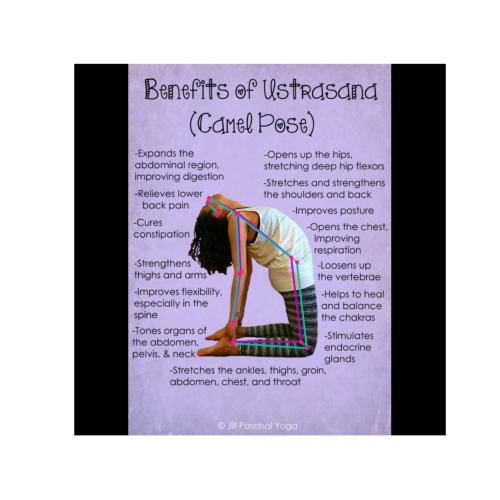 Benefits of Ustrasana
(Camel Pose)
-Expands the
abdominal region,
improving digestion
-Relieves lower
back pain
-Cures
constipation
-Strengthens
thighs and arms
-Improves flexibility,
especially in the
spine
-Tones organs of
the abdomen,
pelvis, & neck
-Opens up the hips,
stretching deep hip flexors
-Stretches and strengthens
the shoulders and back
-Improves posture
-Opens the chest,
improving
respiration
-Loosens up
the vertebrae
-Helps to heal
and balance
the chakras
-Stimulates
endocrine
glands
-Stretches the ankles, thighs, groin,
abdomen, chest, and throat
© Jill Faschal Yoga